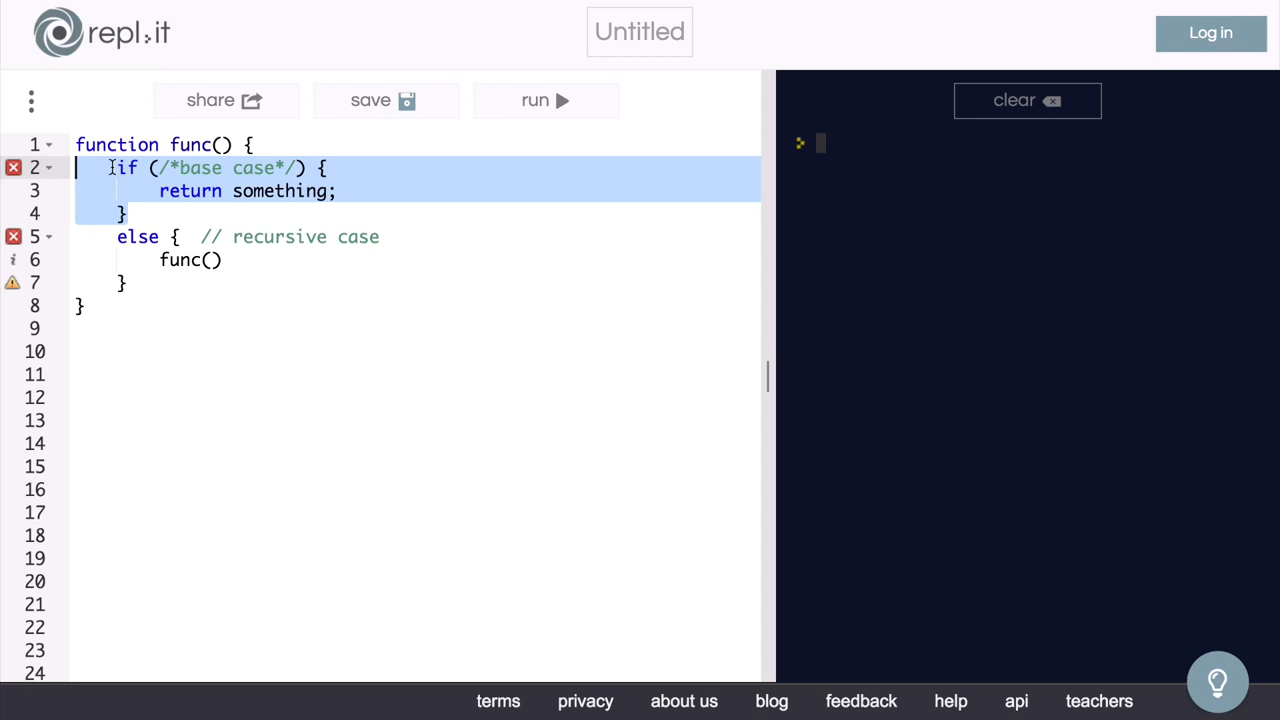 repl.it
Untitled
Log in
share
save
run
clear
1 function func() {
2 if (/*base case*/) {
3 return something;
4 }
5 else { // recursive case
6 func()
7 }
8 }
9
10
11
12
13
14
15
16
17
18
19
20
21
22
23
24
terms privacy about us blog feedback help api teachers